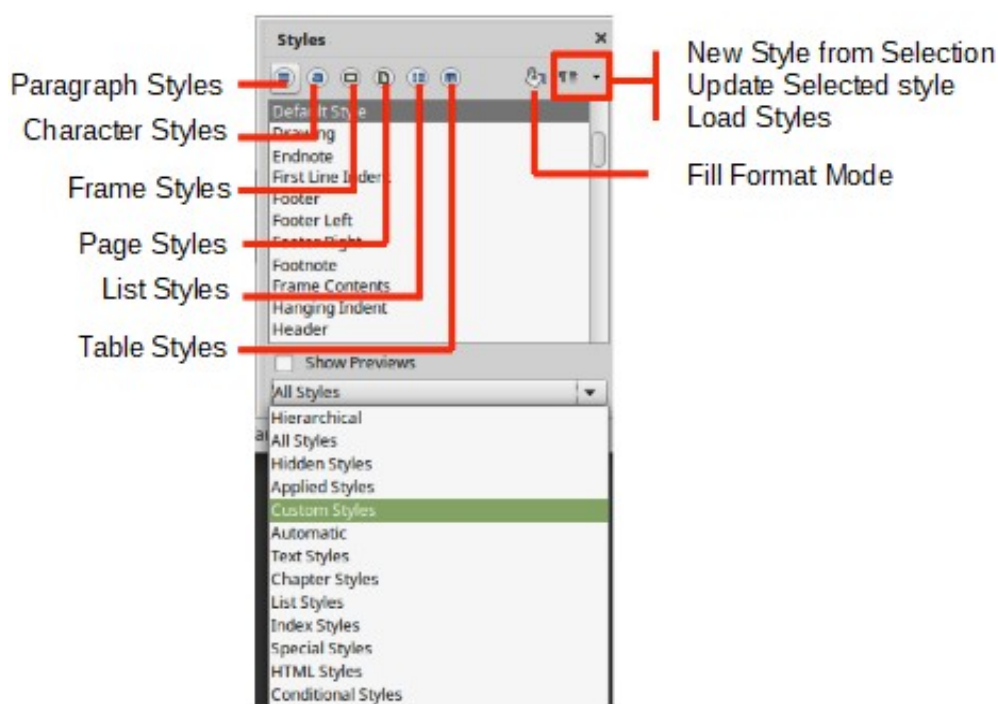 Styles
Paragraph Styles
Character Styles
Frame Styles
Page Styles
List Styles
Table Styles
New Style from Selection
Update Selected style
Load Styles
Fill Format Mode
Default Style
Drawing
Endnote
First Line Indent
Footer
Footer Left
Footer Right
Footnote
Frame Contents
Hanging Indent
Header
Show Previews
All Styles
Hierarchical
All Styles
Hidden Styles
Applied Styles
Custom Styles
Automatic
Text Styles
Chapter Styles
List Styles
Index Styles
Special Styles
HTML Styles
Conditional Styles